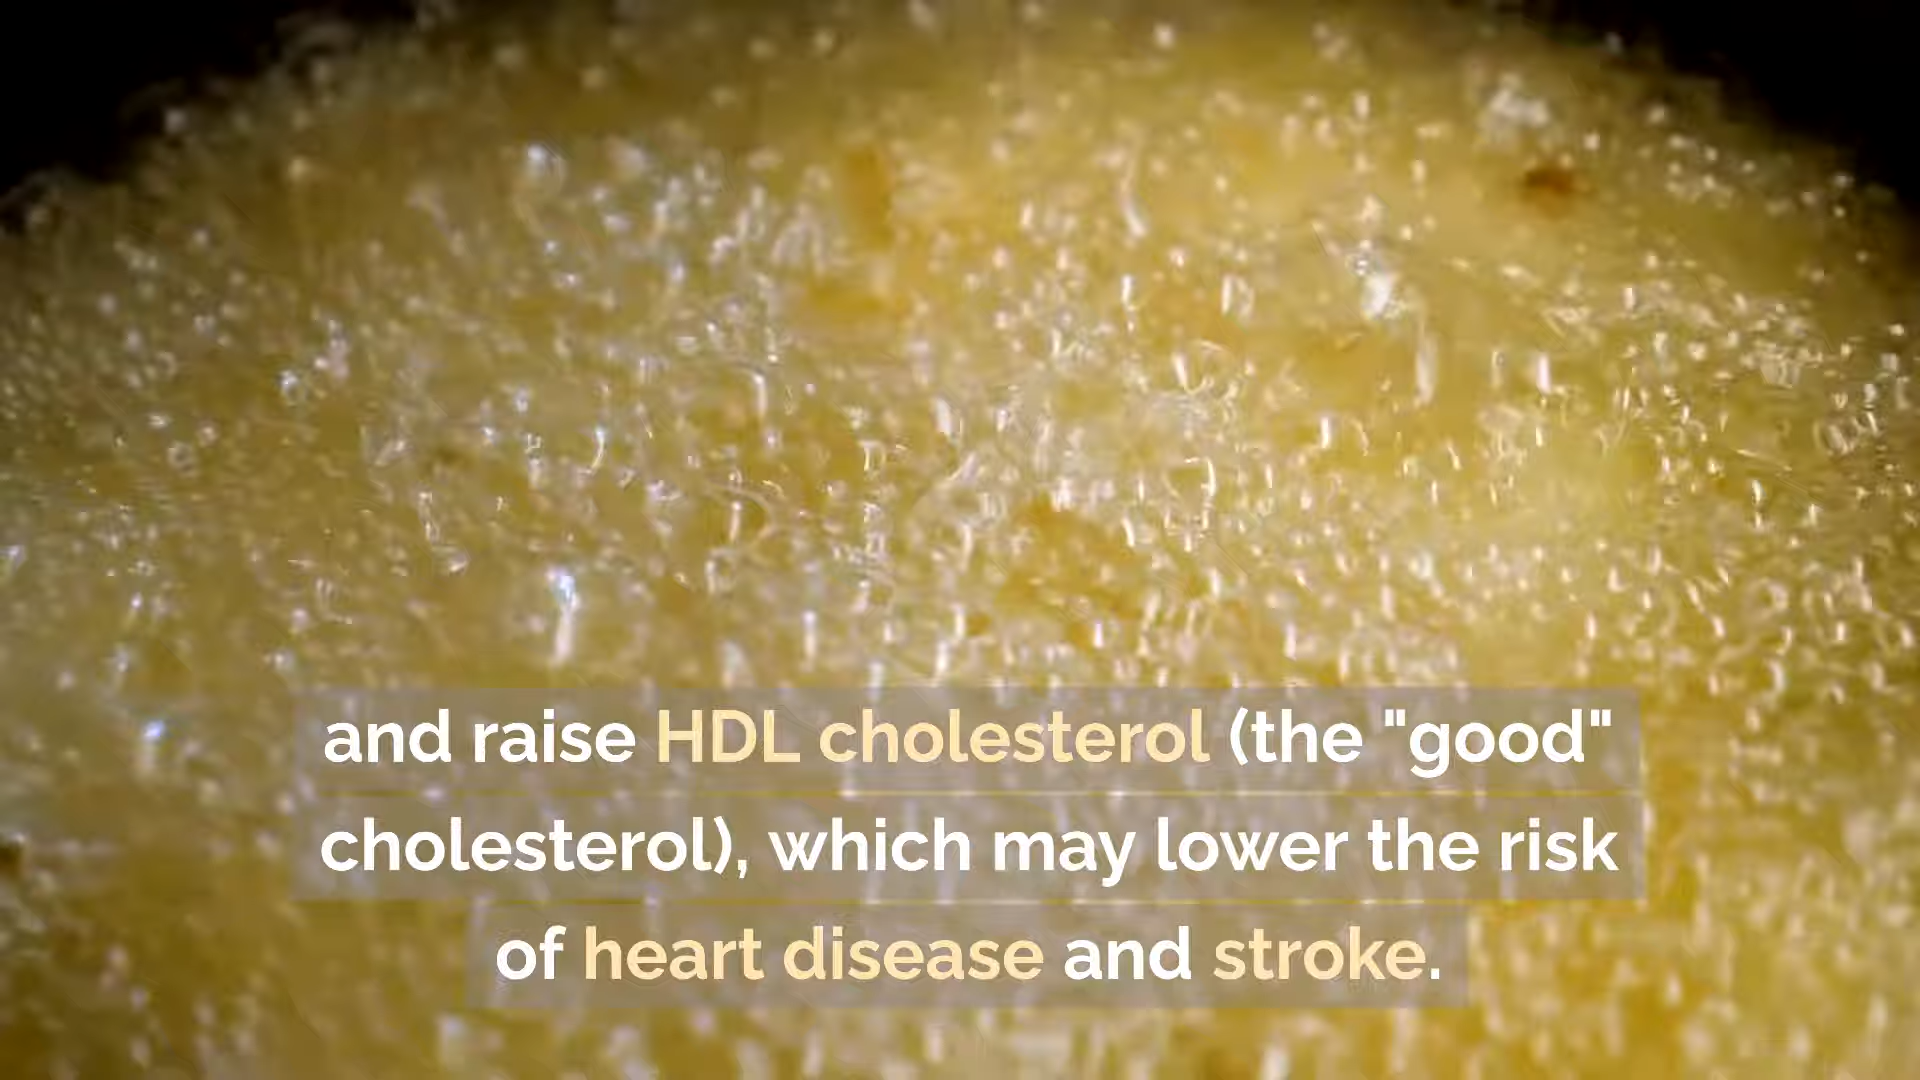 and raise HDL cholesterol (the "good"
cholesterol), which may lower the risk
of heart disease and stroke.